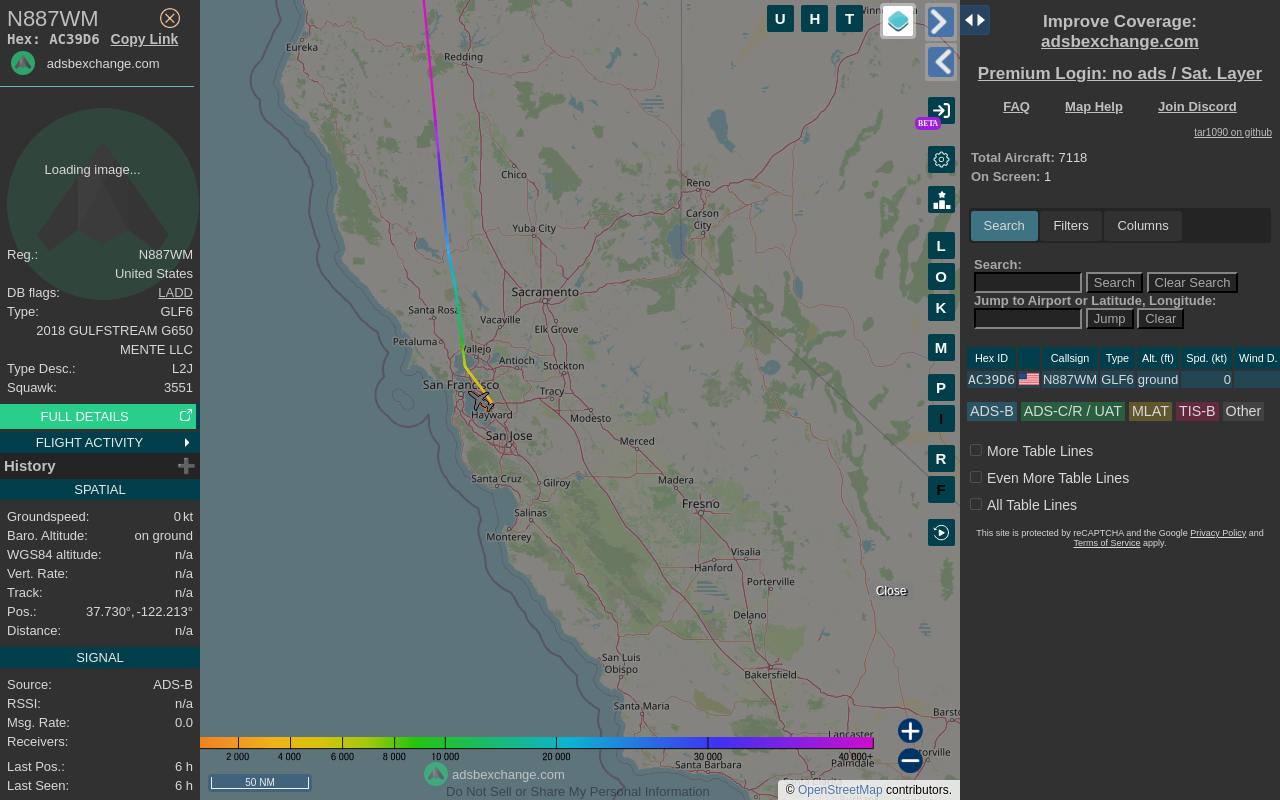 N887WM
Hex: AC39D6 Copy Link
adsbexchange.com
Loading image...
Reg.: N887WM
United States
DB flags: LADD
Type: GLF6
2018 GULFSTREAM G650
MENTE LLC
Type Desc.: L2J
Squawk: 3551
FULL DETAILS
FLIGHT ACTIVITY
History
SPATIAL
Groundspeed: 0 kt
Baro. Altitude: on ground
WGS84 altitude: n/a
Vert. Rate: n/a
Track: n/a
Pos.: 37.730°, -122.213°
Distance: n/a
SIGNAL
Source: ADS-B
RSSI: n/a
Msg. Rate: 0.0
Receivers:
Last Pos.: 6 h
Last Seen: 6 h
U H T
BETA
L
O
K
M
P
I
R
F
Eureka
Redding
Chico
Reno
Carson
City
Yuba City
Sacramento
Santa Rosa
Vacaville
Elk Grove
Petaluma
Vallejo
Antioch
Stockton
San Francisco
Tracy
Hayward
Modesto
San Jose
Merced
Santa Cruz
Gilroy
Madera
Salinas
Fresno
Monterey
Visalia
Hanford
Porterville
Delano
San Luis
Obispo
Bakersfield
Santa Maria
Lancaster
Palmdale
Santa Barbara
Close
2 000 4 000 6 000 8 000 10 000 20 000 30 000 40 000+
50 NM
adsbexchange.com
Do Not Sell or Share My Personal Information
© OpenStreetMap contributors.
Improve Coverage:
adsbexchange.com
Premium Login: no ads / Sat. Layer
FAQ Map Help Join Discord
tar1090 on github
Total Aircraft: 7118
On Screen: 1
Search Filters Columns
Search:
Search Clear Search
Jump to Airport or Latitude, Longitude:
Jump Clear
Hex ID Callsign Type Alt. (ft) Spd. (kt) Wind D.
AC39D6 N887WM GLF6 ground 0
ADS-B ADS-C/R / UAT MLAT TIS-B Other
More Table Lines
Even More Table Lines
All Table Lines
This site is protected by reCAPTCHA and the Google Privacy Policy and
Terms of Service apply.